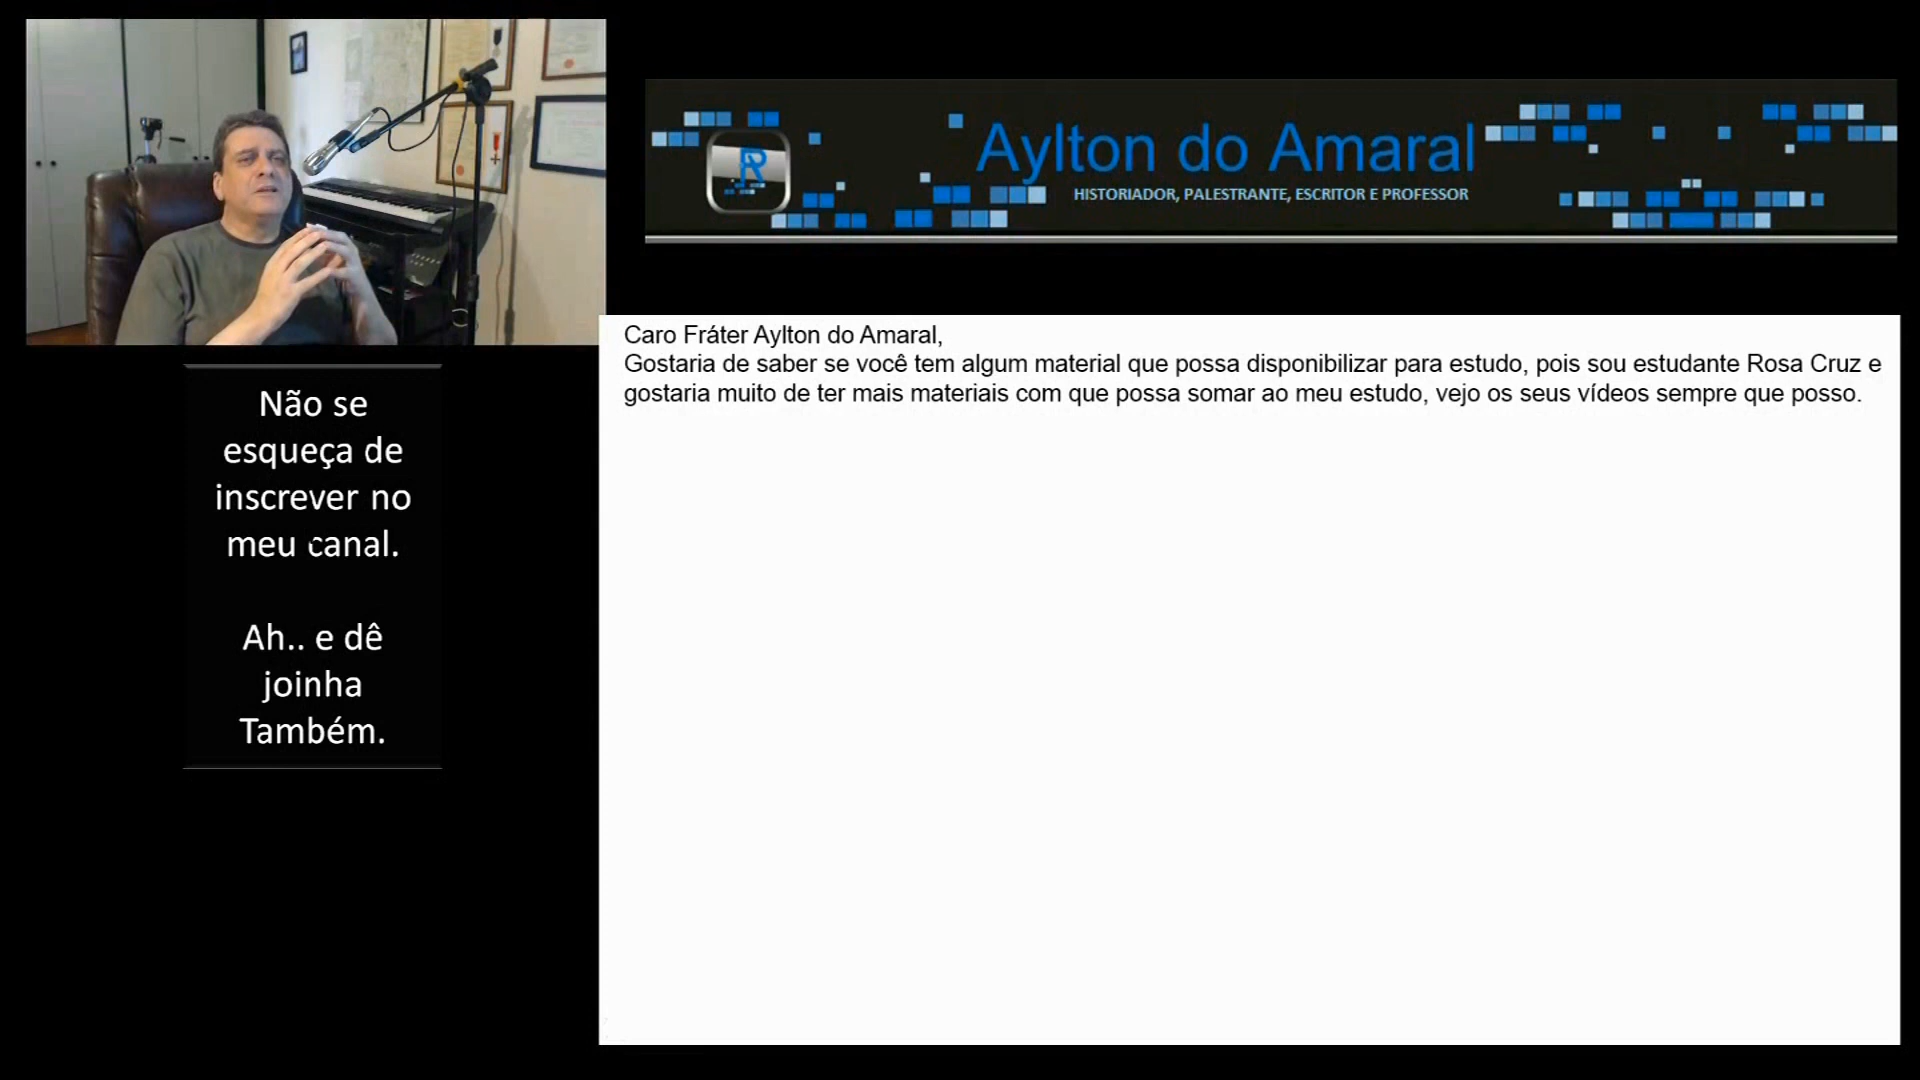 Aylton do Amaral
HISTORIADOR, PALESTRANTE, ESCRITOR E PROFESSOR
Caro Fráter Aylton do Amaral,
Gostaria de saber se você tem algum material que possa disponibilizar para estudo, pois sou estudante Rosa Cruz e
gostaria muito de ter mais materiais com que possa somar ao meu estudo, vejo os seus vídeos sempre que posso.
Não se
esqueça de
inscrever no
meu canal.
Ah.. e dê
joinha
Também.